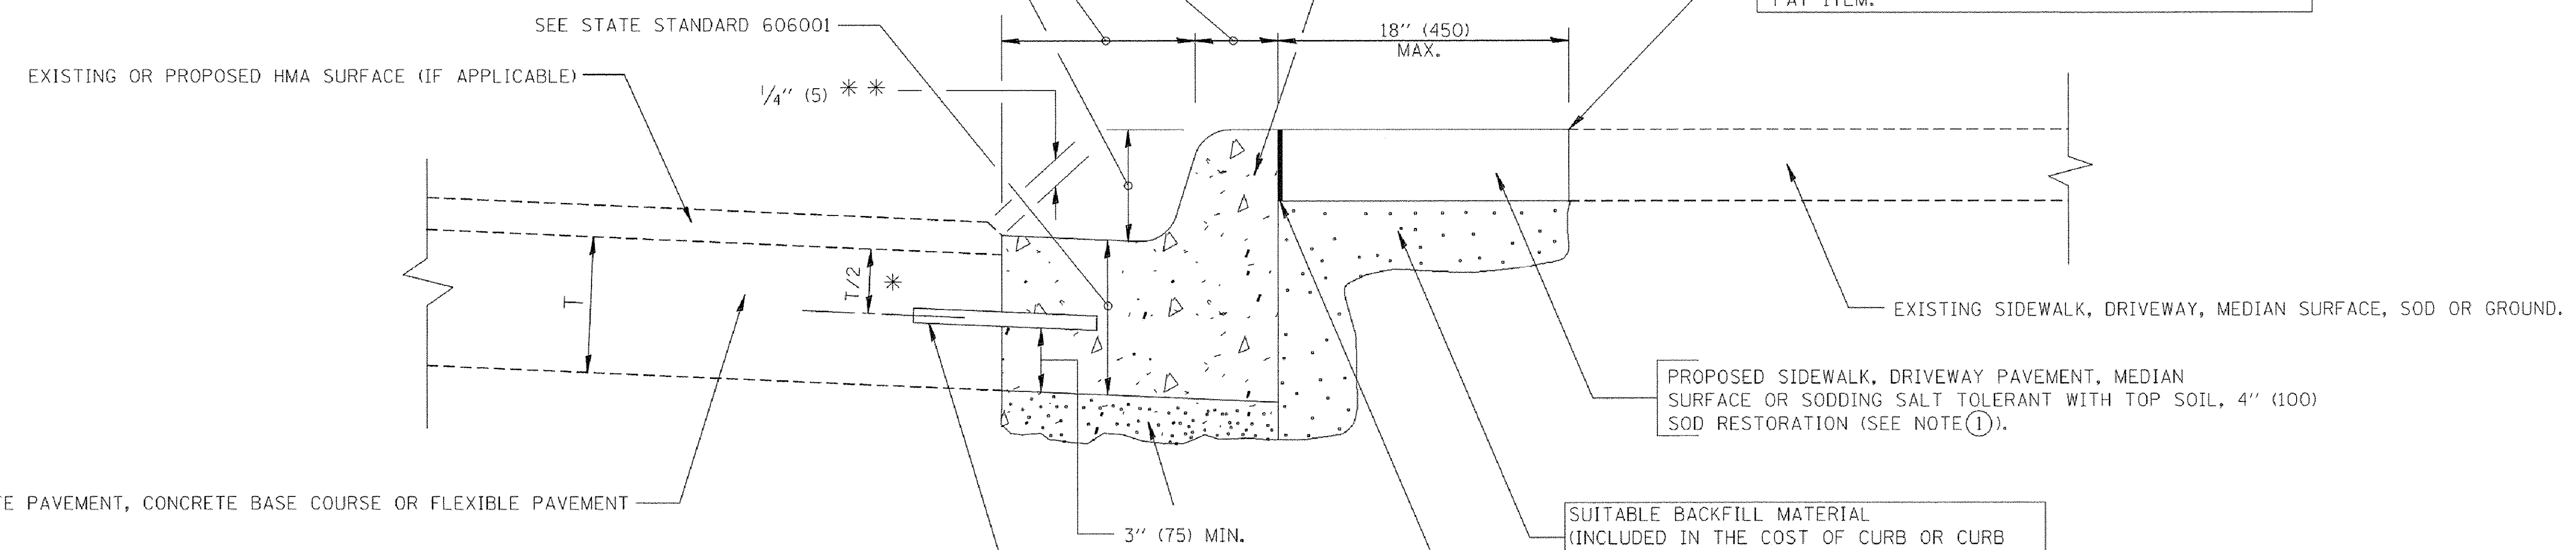 PAY ITEM.
SEE STATE STANDARD 606001
18" (450)
MAX.
EXISTING OR PROPOSED HMA SURFACE (IF APPLICABLE)
1/4" (5) * *
T
T/2
*
EXISTING SIDEWALK, DRIVEWAY, MEDIAN SURFACE, SOD OR GROUND.
PROPOSED SIDEWALK, DRIVEWAY PAVEMENT, MEDIAN
SURFACE OR SODDING SALT TOLERANT WITH TOP SOIL, 4" (100)
SOD RESTORATION (SEE NOTE ①).
PAVEMENT, CONCRETE BASE COURSE OR FLEXIBLE PAVEMENT
3" (75) MIN.
SUITABLE BACKFILL MATERIAL
(INCLUDED IN THE COST OF CURB OR CURB